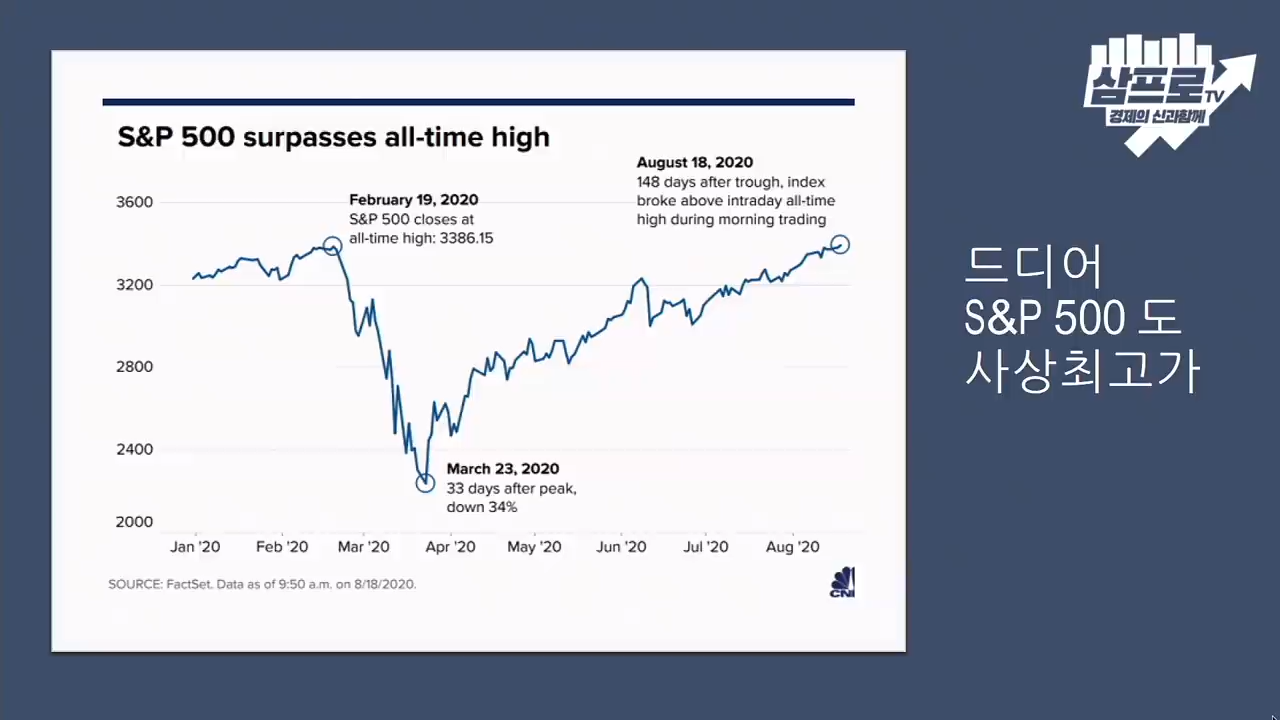 S&P 500 surpasses all-time high
August 18, 2020
148 days after trough, index
broke above intraday all-time
high during morning trading
February 19, 2020
S&P 500 closes at
all-time high: 3386.15
3600
3200
2800
2400
2000
March 23, 2020
33 days after peak,
down 34%
Jan '20 Feb '20 Mar '20 Apr '20 May '20 Jun '20 Jul '20 Aug '20
SOURCE: FactSet. Data as of 9:50 a.m. on 8/18/2020.
CN
삼프로TV
경제의 신과함께
드디어
S&P 500 도
사상최고가